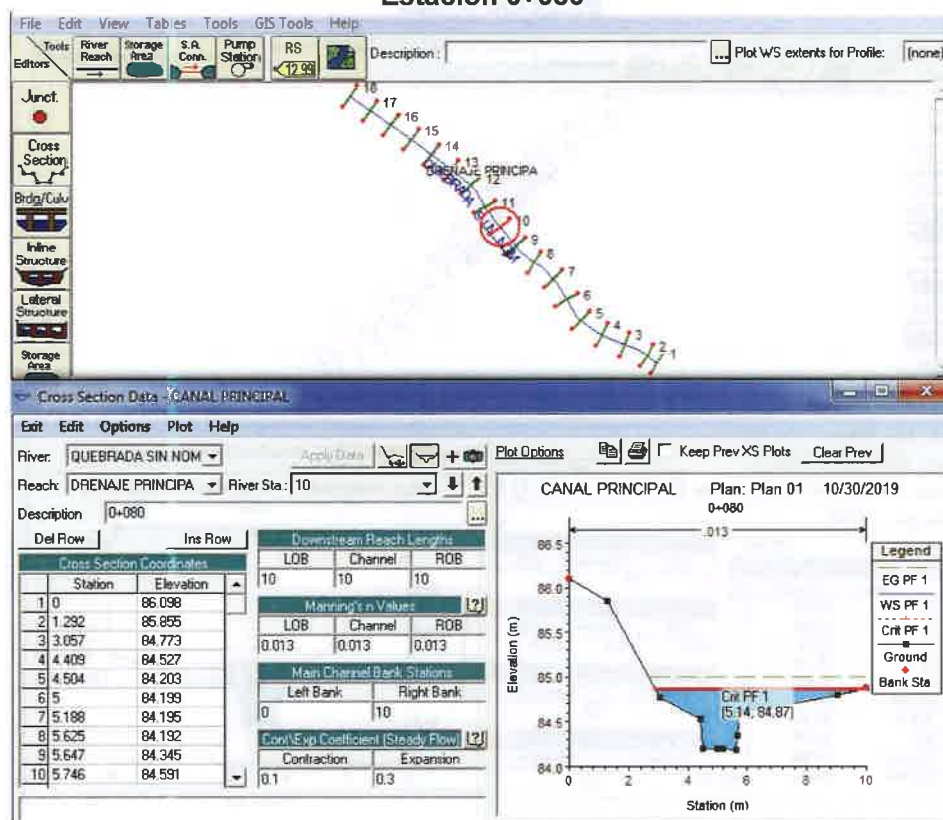 Estación 0+080
File Edit View Tables Tools GIS Tools Help
Tools
Editors
River Reach
Storage Area
S.A. Conn.
Pump Station
RS
12.99
Description :
...
Plot WS extents for Profile:
(none)
Junct.
Cross Section
Brdg/Culv
Inline Structure
Lateral Structure
Storage Area
18
17
16
15
14
13
DRENAJE PRINCIPA
12
11
10
9
8
7
6
5
4
3
2
1
Cross Section Data - CANAL PRINCIPAL
Exit Edit Options Plot Help
River: QUEBRADA SIN NOM
Apply Data
Plot Options
Keep Prev XS Plots
Clear Prev
Reach: DRENAJE PRINCIPA
River Sta.: 10
Description 0+080
...
Del Row
Ins Row
Cross Section Coordinates
Station Elevation
1 0 86.098
2 1.292 85.855
3 3.057 84.773
4 4.409 84.527
5 4.504 84.203
6 5 84.199
7 5.188 84.195
8 5.625 84.192
9 5.647 84.345
10 5.746 84.591
Downstream Reach Lengths
LOB Channel ROB
10 10 10
Manning's n Values
LOB Channel ROB
0.013 0.013 0.013
Main Channel Bank Stations
Left Bank Right Bank
0 10
Cont\Exp Coefficient (Steady Flow)
Contraction Expansion
0.1 0.3
CANAL PRINCIPAL Plan: Plan 01 10/30/2019
0+080
.013
86.5
86.0
85.5
85.0
84.5
84.0
Elevation (m)
0 2 4 6 8 10
Station (m)
Crit PF 1
[5.14, 84.87]
Legend
EG PF 1
WS PF 1
Crit PF 1
Ground
Bank Sta